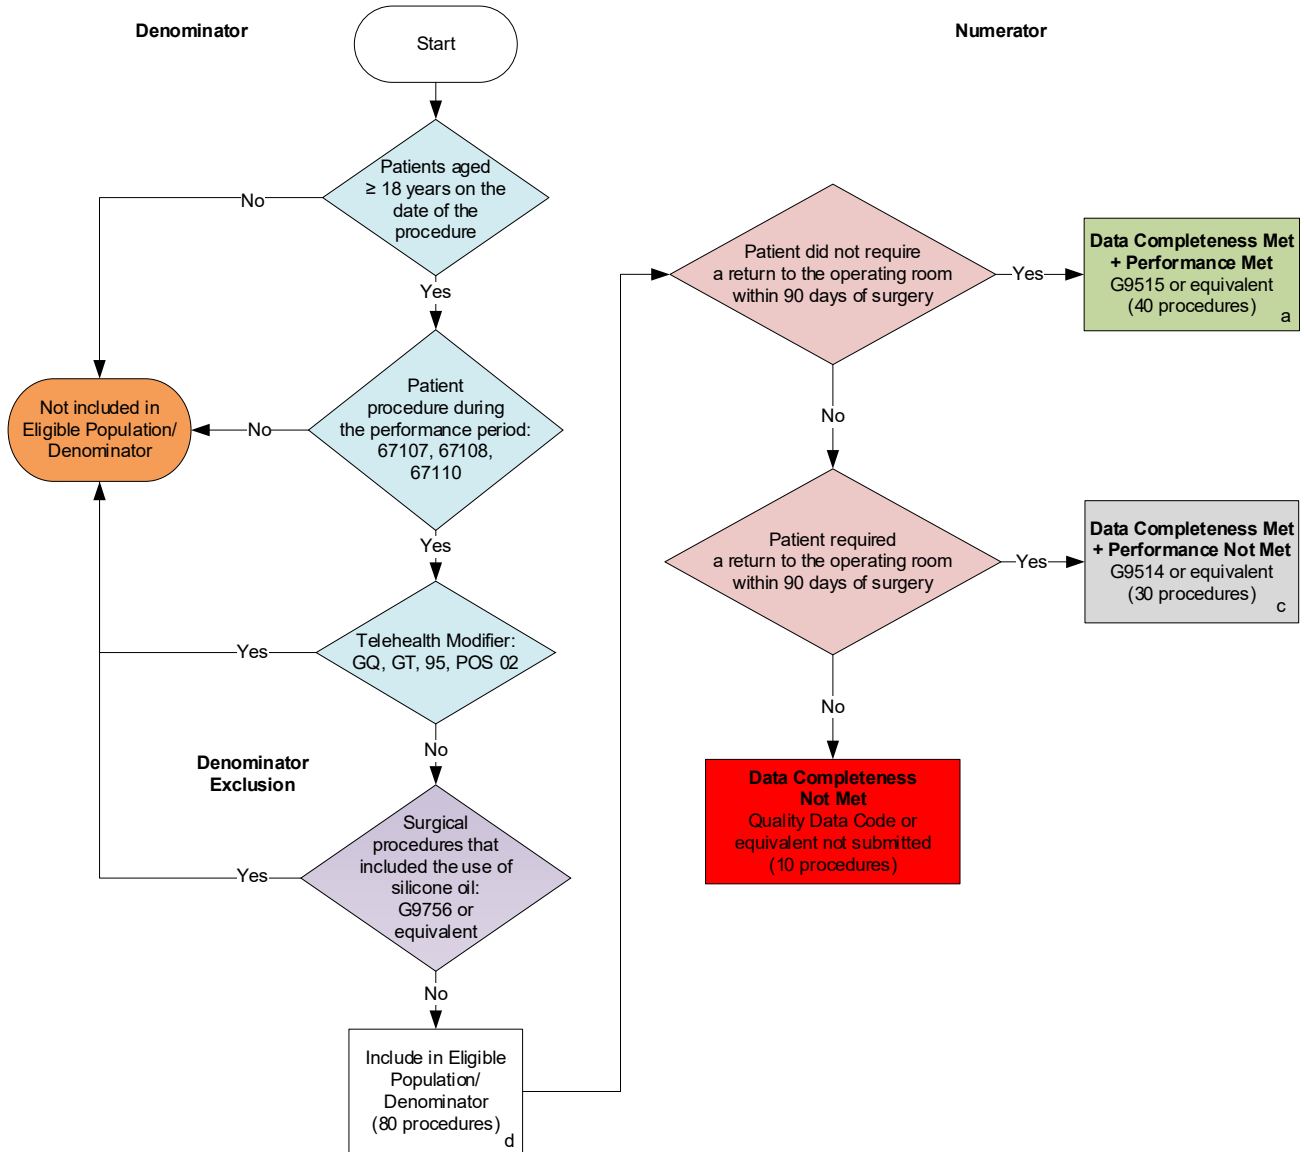 Denominator
Start
Patients aged
≥ 18 years on the
date of the
procedure
No
Yes
Patient
procedure during
the performance period:
67107, 67108,
67110
No
Not included in
Eligible Population/
Denominator
Yes
Telehealth Modifier:
GQ, GT, 95, POS 02
Yes
No
Denominator
Exclusion
Surgical
procedures that
included the use of
silicone oil:
G9756 or
equivalent
Yes
No
Include in Eligible
Population/
Denominator
(80 procedures)
d
Numerator
Patient did not require
a return to the operating room
within 90 days of surgery
Yes
Data Completeness Met
+ Performance Met
G9515 or equivalent
(40 procedures)
a
No
Patient required
a return to the operating room
within 90 days of surgery
Yes
Data Completeness Met
+ Performance Not Met
G9514 or equivalent
(30 procedures)
c
No
Data Completeness
Not Met
Quality Data Code or
equivalent not submitted
(10 procedures)